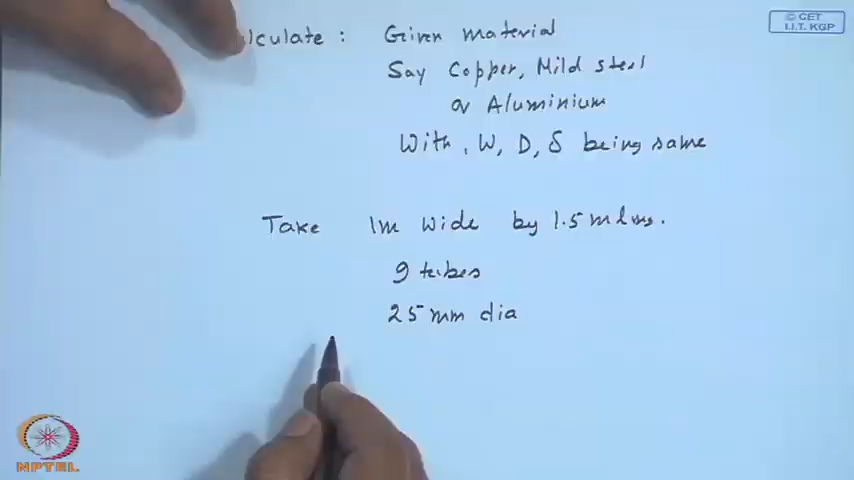 © CET
I.I.T. KGP
lculate : Given material
Say Copper, Mild steel
or Aluminium
With, W, D, δ being same
Take 1m wide by 1.5 m long.
9 tubes
25 mm dia
NPTEL